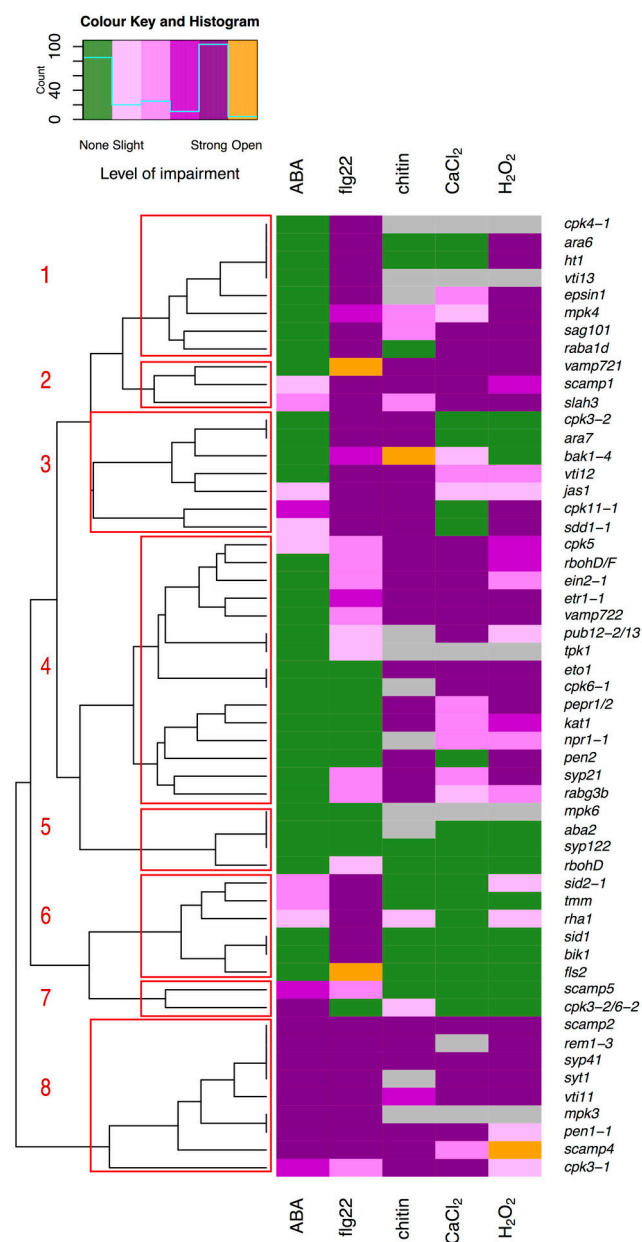 Colour Key and Histogram
Count
0 40 100
None Slight Strong Open
Level of impairment
ABA flg22 chitin CaCl₂ H₂O₂
1
2
3
4
5
6
7
8
cpk4−1
ara6
ht1
vti13
epsin1
mpk4
sag101
raba1d
vamp721
scamp1
slah3
cpk3−2
ara7
bak1−4
vti12
jas1
cpk11−1
sdd1−1
cpk5
rbohD/F
ein2−1
etr1−1
vamp722
pub12−2/13
tpk1
eto1
cpk6−1
pepr1/2
kat1
npr1−1
pen2
syp21
rabg3b
mpk6
aba2
syp122
rbohD
sid2−1
tmm
rha1
sid1
bik1
fls2
scamp5
cpk3−2/6−2
scamp2
rem1−3
syp41
syt1
vti11
mpk3
pen1−1
scamp4
cpk3−1
ABA flg22 chitin CaCl₂ H₂O₂